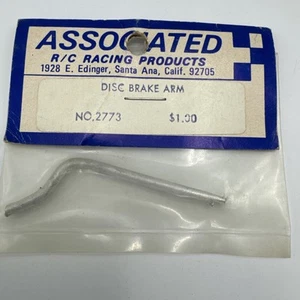 ASSOCIATED
R/C RACING PRODUCTS
1928 E. Edinger, Santa Ana, Calif. 92705
DISC BRAKE ARM
NO.2773 $1.00